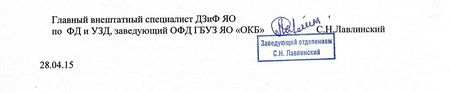 Главный внештатный специалист ДЗиФ ЯО
по ФД и УЗД, заведующий ОФД ГБУЗ ЯО «ОКБ» С.Н.Лавлинский
Заведующий отделением
С.Н. Лавлинский
28.04.15